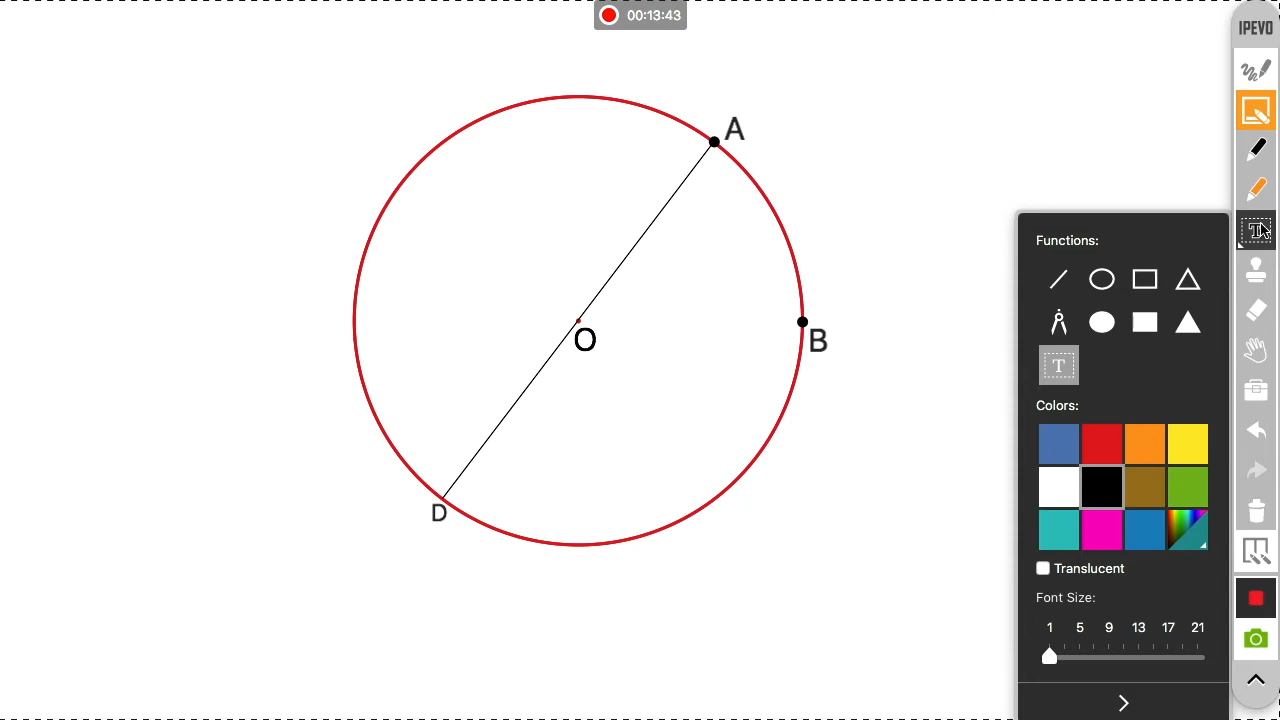 00:13:43
IPEVO
A
O
B
D
Functions:
T
T
Colors:
Translucent
Font Size:
1 5 9 13 17 21